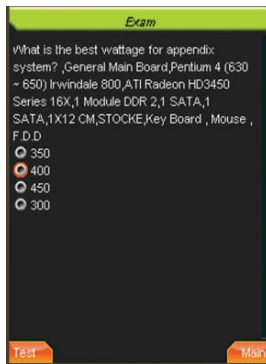 Exam
What is the best wattage for appendix
system? ,General Main Board,Pentium 4 (630
~ 650) Irwindale 800,ATI Radeon HD3450
Series 16X,1 Module DDR 2,1 SATA,1
SATA,1X12 CM,STOCKE,Key Board , Mouse ,
F.D.D
350
400
450
300
Test
Main